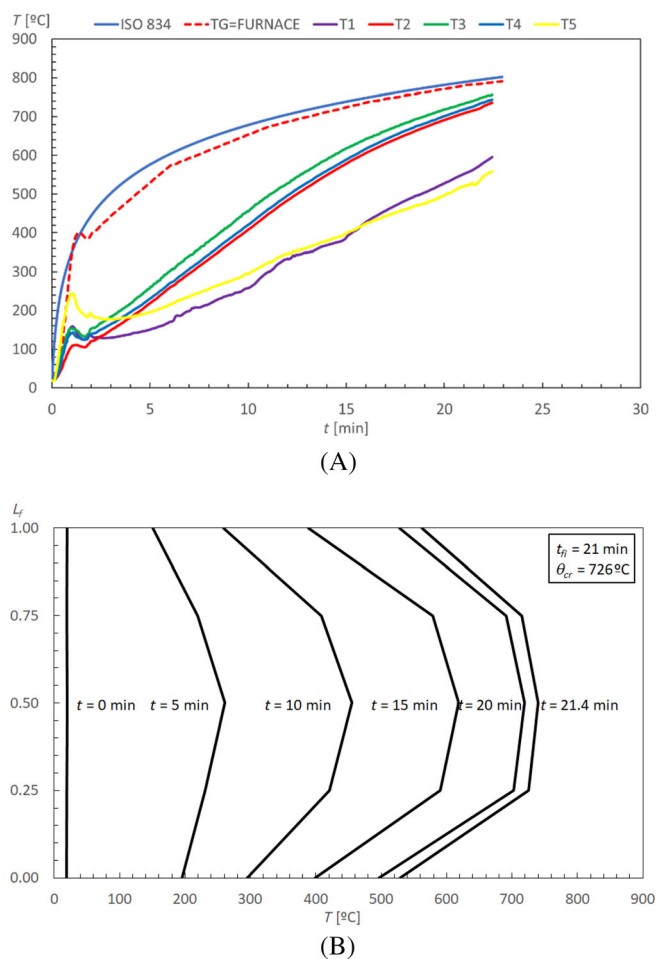 T [ºC]
ISO 834 TG=FURNACE T1 T2 T3 T4 T5
900
800
700
600
500
400
300
200
100
0
0 5 10 15 20 25 30
t [min]
(A)
Lf
1.00
tfi = 21 min
θcr = 726ºC
0.75
t = 0 min t = 5 min t = 10 min t = 15 min t = 20 min t = 21.4 min
0.50
0.25
0.00
0 100 200 300 400 500 600 700 800 900
T [ºC]
(B)